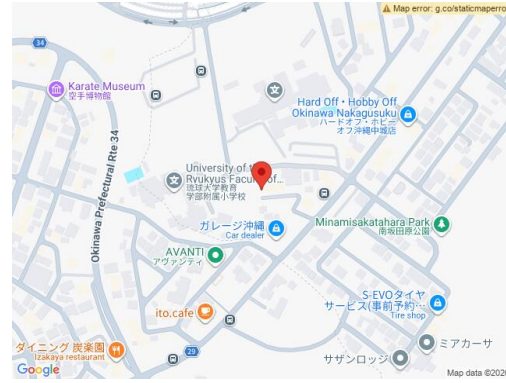 Map error: g.co/staticmaperro
34
34
Karate Museum
空手博物館
Hard Off・Hobby Off
Okinawa Nakagusuku
ハードオフ・ホビー
オフ沖縄中城店
Okinawa Prefectural Rte 34
University of t
Ryukyus Faculty of...
琉球大学教育
学部附属小学校
Minamisakatahara Park
南坂田原公園
ガレージ沖縄
Car dealer
AVANTI
アヴァンティ
S-EVOタイヤ
サービス(事前予約…
Tire shop
ito.cafe
29
ダイニング 炭楽園
Izakaya restaurant
ミアカーサ
サザンロッジ
Google
Map data ©2026